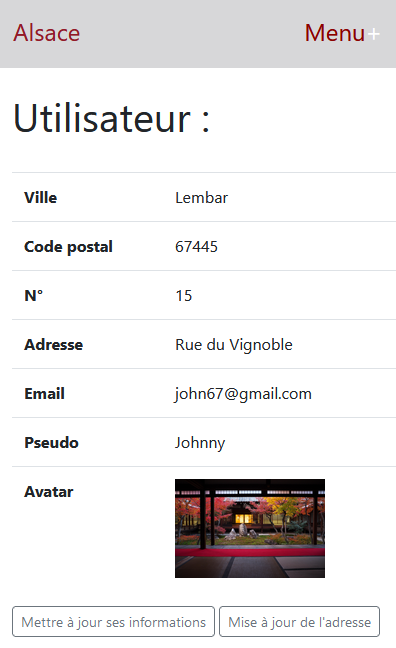 Alsace Menu+
Utilisateur :
Ville Lembar
Code postal 67445
N° 15
Adresse Rue du Vignoble
Email john67@gmail.com
Pseudo Johnny
Avatar
Mettre à jour ses informations Mise à jour de l'adresse